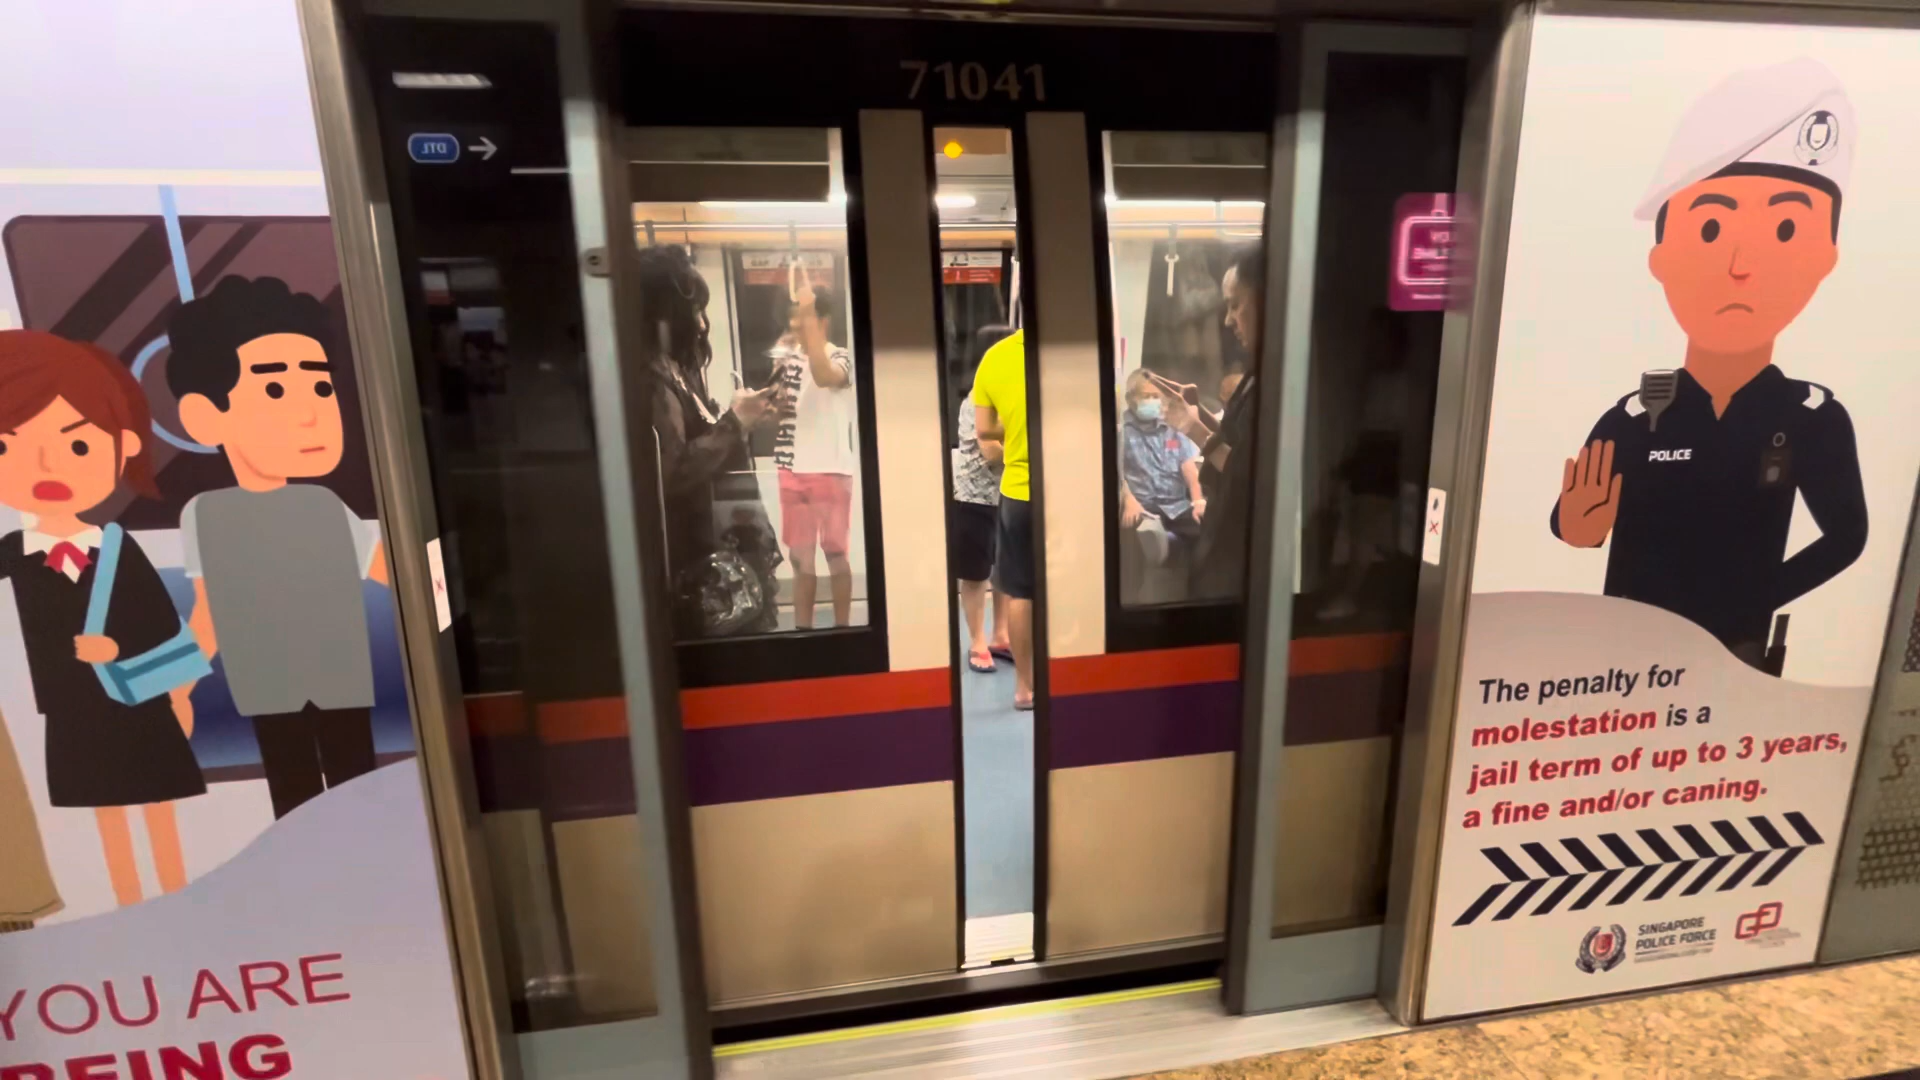 71041
DTL
POLICE
The penalty for
molestation is a
jail term of up to 3 years,
a fine and/or caning.
SINGAPORE
POLICE FORCE
YOU ARE
BEING